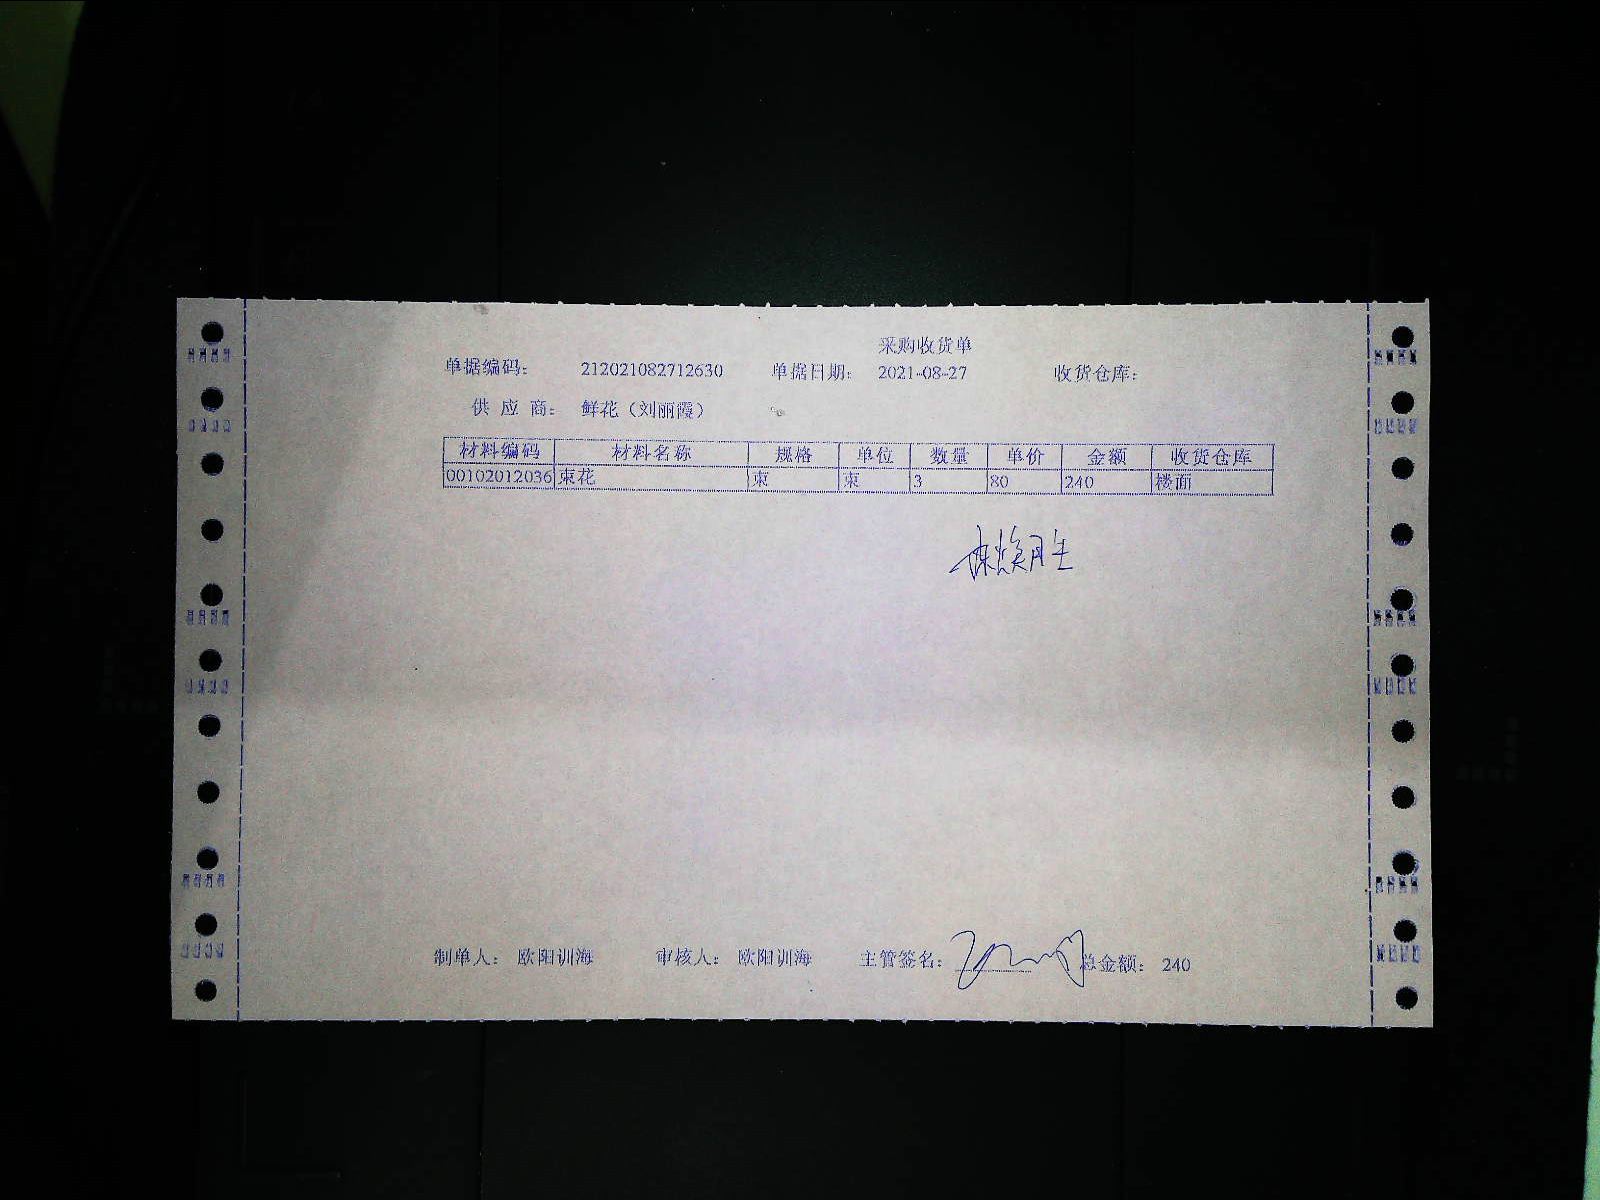 采购收货单
单据编码: 212021082712630 单据日期: 2021-08-27 收货仓库:
供应商: 鲜花（刘丽霞）
材料编码 材料名称 规格 单位 数量 单价 金额 收货仓库
00102012036 束花 束 束 3 80 240 楼面
制单人: 欧阳训海 审核人: 欧阳训海 主管签名: 总金额: 240